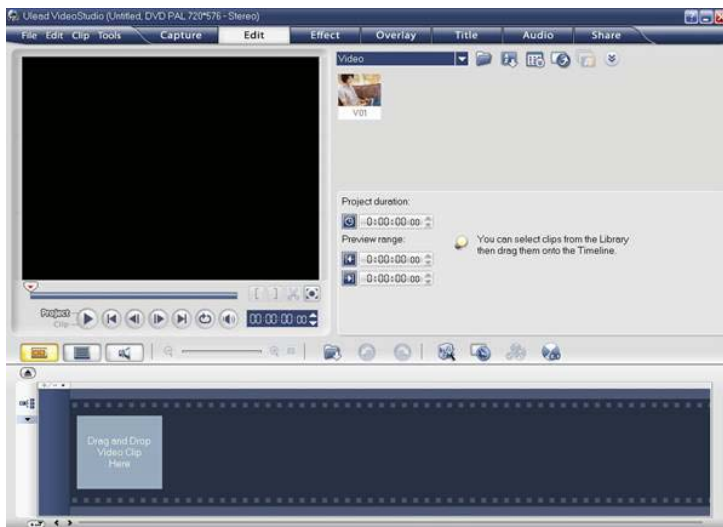 Ulead VideoStudio (Untitled, DVD PAL 720*576 - Stereo)
File Edit Clip Tools Capture Edit Effect Overlay Title Audio Share
Video
V01
Project duration:
0:00:00:00
Preview range:
0:00:00:00
0:00:00:00
You can select clips from the Library
then drag them onto the Timeline.
Project
Clip
00:00:00:00
Drag and Drop
Video Clip
Here